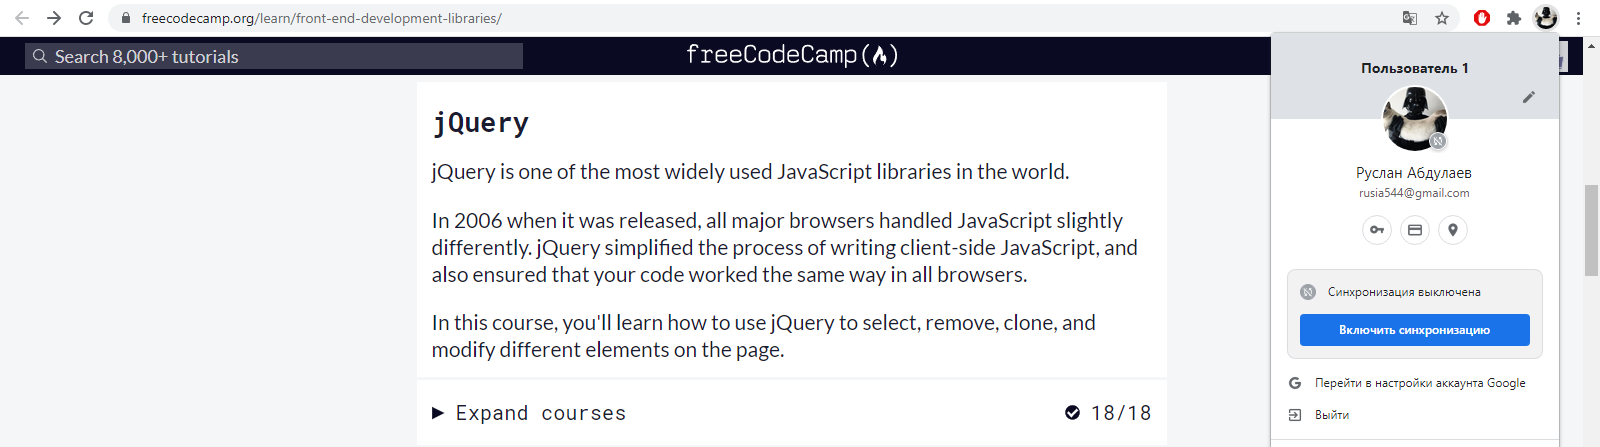 freecodecamp.org/learn/front-end-development-libraries/
Search 8,000+ tutorials
freeCodeCamp
jQuery
jQuery is one of the most widely used JavaScript libraries in the world.
In 2006 when it was released, all major browsers handled JavaScript slightly
differently. jQuery simplified the process of writing client-side JavaScript, and
also ensured that your code worked the same way in all browsers.
In this course, you'll learn how to use jQuery to select, remove, clone, and
modify different elements on the page.
Expand courses 18/18
Пользователь 1
Руслан Абдулаев
rusia544@gmail.com
Синхронизация выключена
Включить синхронизацию
Перейти в настройки аккаунта Google
Выйти